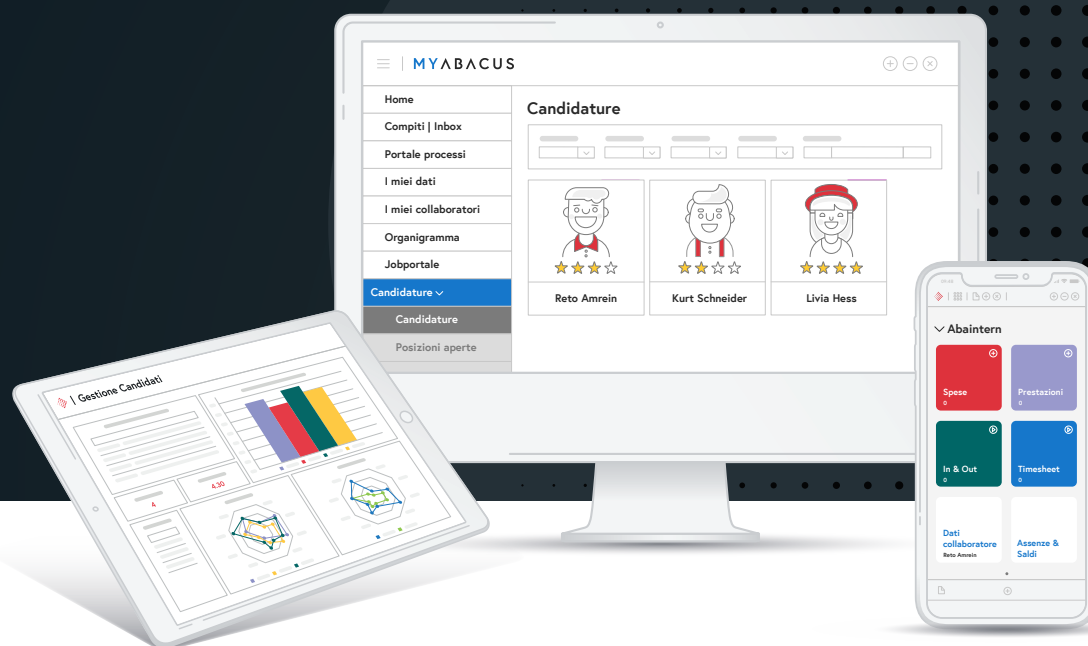 MYABACUS
Home
Compiti | Inbox
Portale processi
I miei dati
I miei collaboratori
Organigramma
Jobportale
Candidature
Candidature
Posizioni aperte
Candidature
Reto Amrein
Kurt Schneider
Livia Hess
Gestione Candidati
4
4.30
Abaintern
Spese
0
Prestazioni
0
In & Out
0
Timesheet
0
Dati
collaboratore
Reto Amrein
Assenze &
Saldi